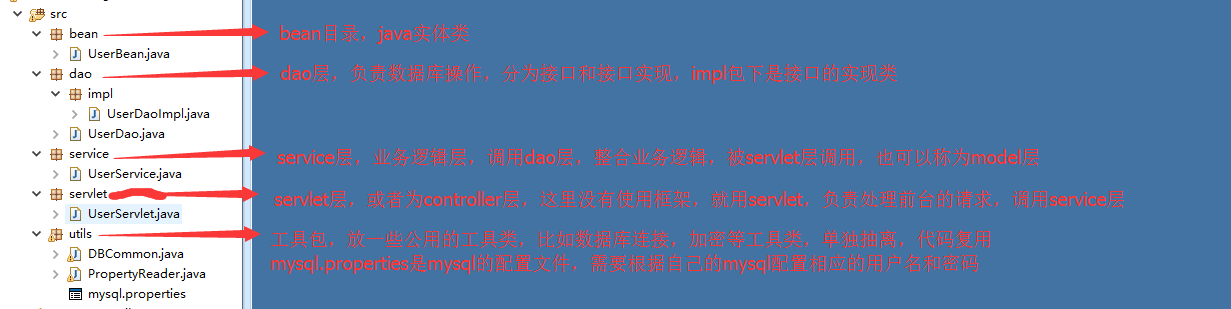 src
bean
bean目录，java实体类
UserBean.java
dao
dao层，负责数据库操作，分为接口和接口实现，impl包下是接口的实现类
impl
UserDaoImpl.java
UserDao.java
service
service层，业务逻辑层，调用dao层，整合业务逻辑，被servlet层调用，也可以称为model层
UserService.java
servlet
servlet层，或者为controller层，这里没有使用框架，就用servlet，负责处理前台的请求，调用service层
UserServlet.java
utils
工具包，放一些公用的工具类，比如数据库连接，加密等工具类，单独抽离，代码复用
DBCommon.java
mysql.properties是mysql的配置文件，需要根据自己的mysql配置相应的用户名和密码
PropertyReader.java
mysql.properties